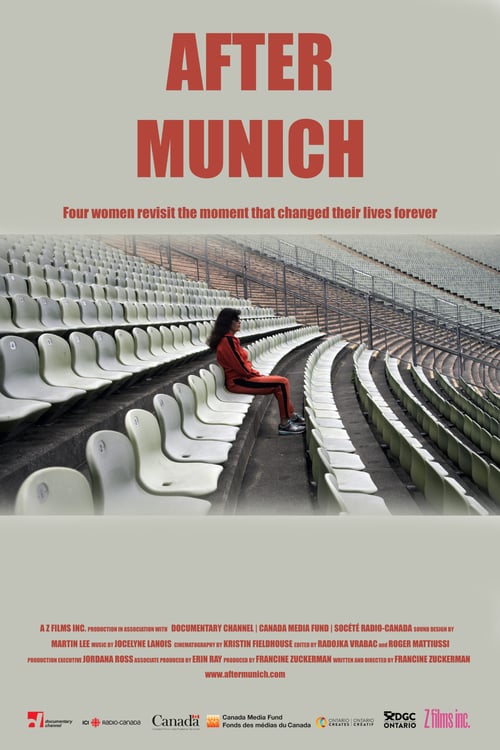 AFTER
MUNICH
Four women revisit the moment that changed their lives forever
A Z FILMS INC. PRODUCTION IN ASSOCIATION WITH DOCUMENTARY CHANNEL | CANADA MEDIA FUND | SOCÉTÉ RADIO-CANADA SOUND DESIGN BY
MARTIN LEE MUSIC BY JOCELYNE LANOIS CINEMATOGRAPHY BY KRISTIN FIELDHOUSE EDITED BY RADOJKA VRABAC AND ROGER MATTIUSSI
PRODUCTION EXECUTIVE JORDANA ROSS ASSOCIATE PRODUCED BY ERIN RAY PRODUCED BY FRANCINE ZUCKERMAN WRITTEN AND DIRECTED BY FRANCINE ZUCKERMAN
www.aftermunich.com
documentary
channel
ICI RADIO-CANADA
Canada
Canada Media Fund
Fonds des médias du Canada
ONTARIO
CREATES
ONTARIO
CRÉATIF
DGC
ONTARIO
Z films inc.